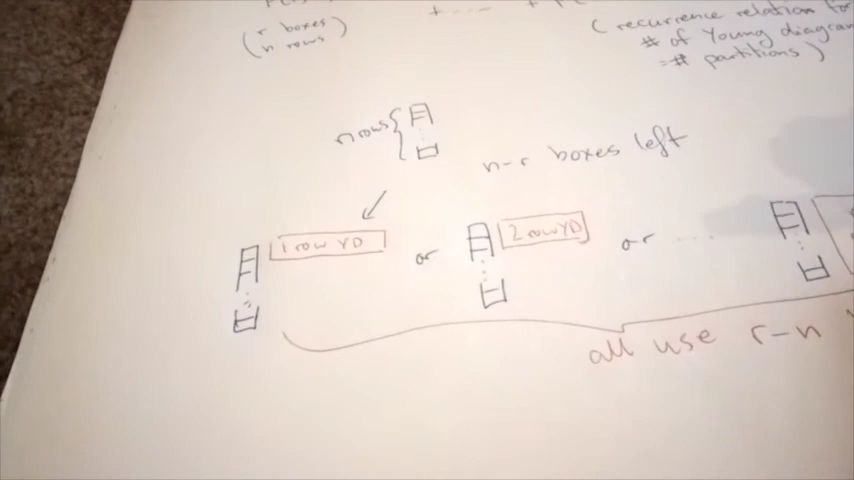 (r boxes
n rows)
+ ..... +
(recurrence relation for
# of Young diagram
=# partitions)
n rows {
n-r boxes left
1 row YD
or
2 row YD
or ....
all use r-n